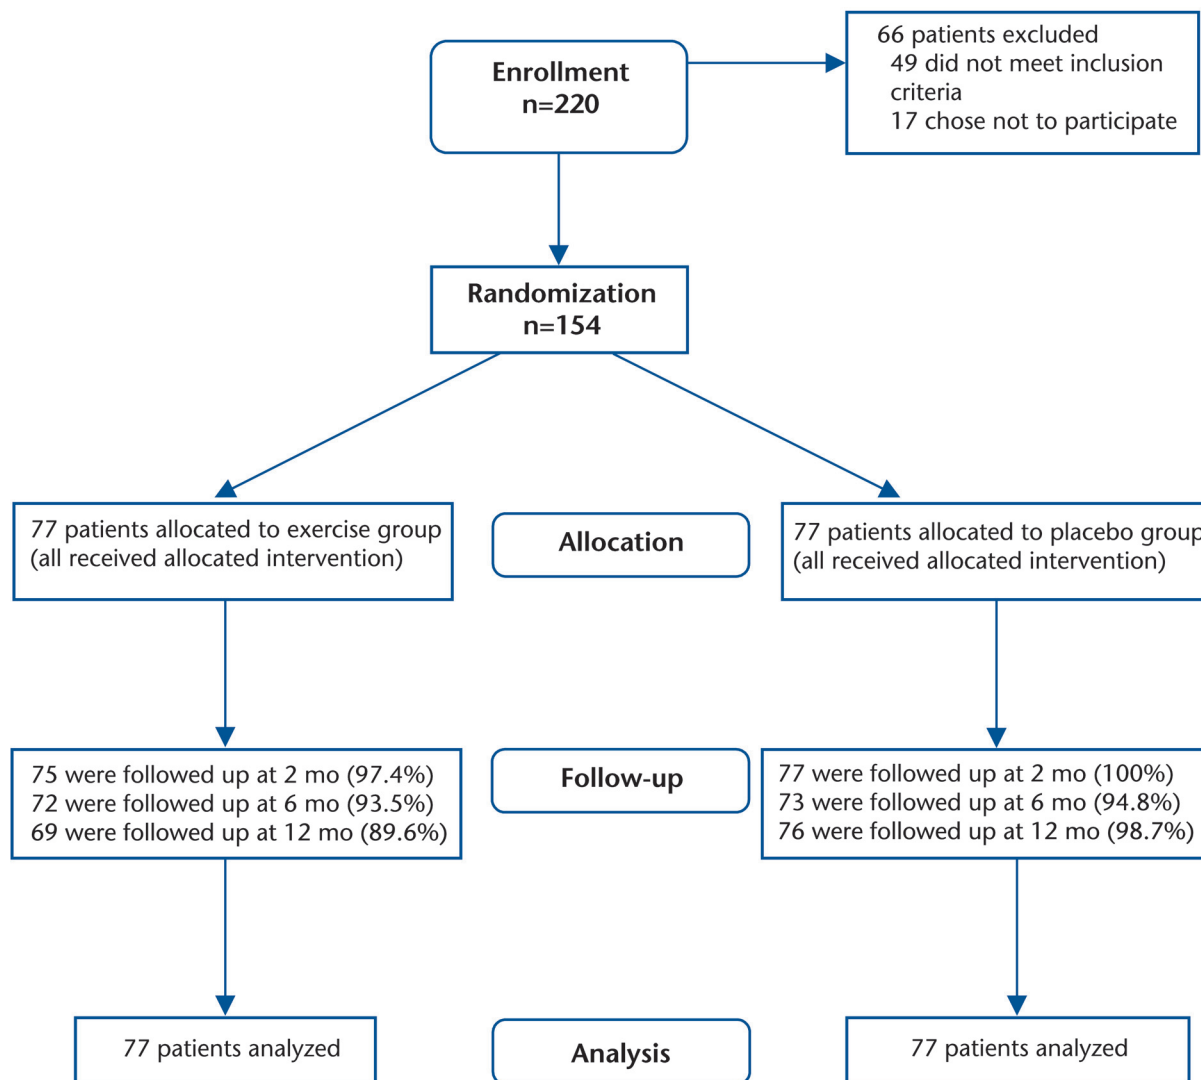 Enrollment
n=220
66 patients excluded
49 did not meet inclusion
criteria
17 chose not to participate
Randomization
n=154
77 patients allocated to exercise group
(all received allocated intervention)
Allocation
77 patients allocated to placebo group
(all received allocated intervention)
75 were followed up at 2 mo (97.4%)
72 were followed up at 6 mo (93.5%)
69 were followed up at 12 mo (89.6%)
Follow-up
77 were followed up at 2 mo (100%)
73 were followed up at 6 mo (94.8%)
76 were followed up at 12 mo (98.7%)
77 patients analyzed
Analysis
77 patients analyzed